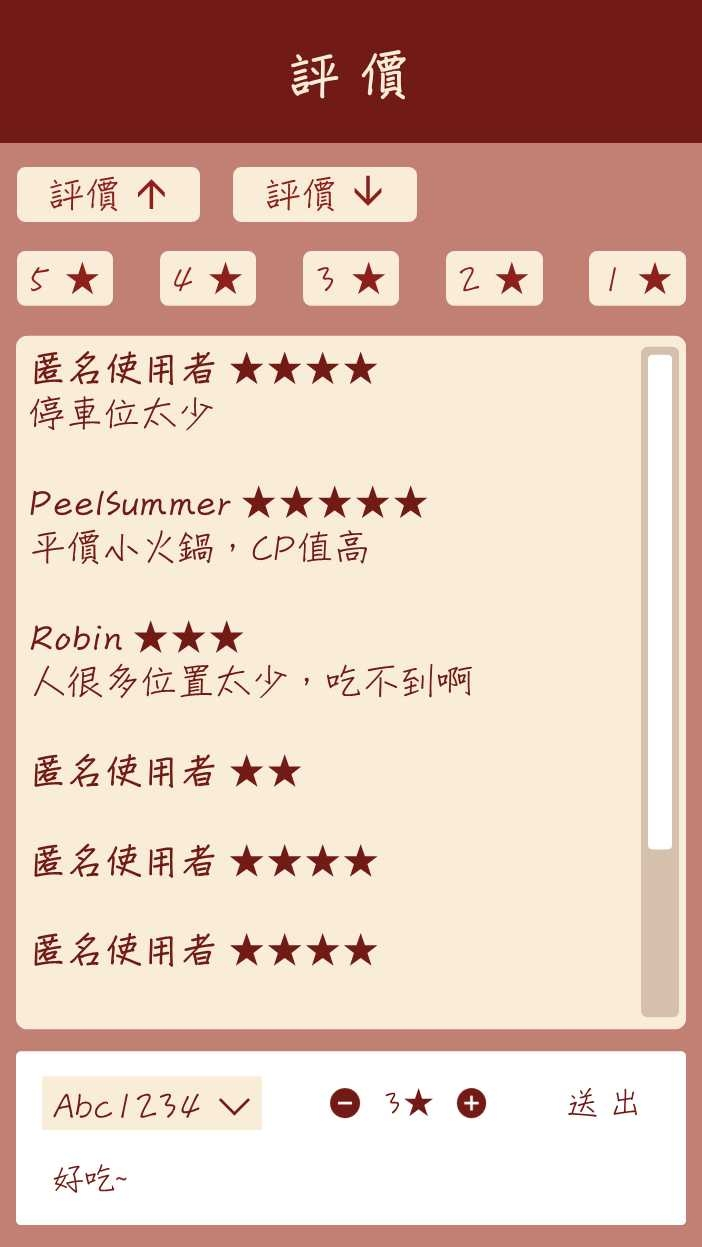 評價
評價 ↑ 評價 ↓
5 ★ 4 ★ 3 ★ 2 ★ 1 ★
匿名使用者 ★★★★
停車位太少
PeelSummer ★★★★★
平價小火鍋，CP值高
Robin ★★★
人很多位置太少，吃不到啊
匿名使用者 ★★
匿名使用者 ★★★★
匿名使用者 ★★★★
Abc1234 3★ 送出
好吃~